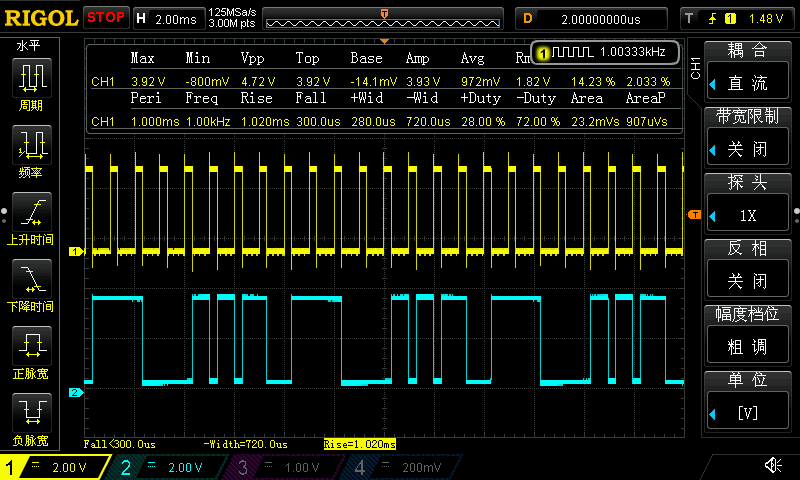 RIGOL STOP H 2.00ms 125MSa/s 3.00M pts D 2.00000000us T 1 1.48 V
水平
周期
频率
上升时间
下降时间
正脉宽
负脉宽
1 1.00333kHz
Max Min Vpp Top Base Amp Avg
CH1 3.92 V -800mV 4.72 V 3.92 V -14.1mV 3.93 V 972mV 1.82 V 14.23 % 2.033 %
Peri Freq Rise Fall +Wid -Wid +Duty -Duty Area AreaP
CH1 1.000ms 1.00kHz 1.020ms 300.0us 280.0us 720.0us 28.00 % 72.00 % 23.2mVs 907uVs
T
1
2
Fall<300.0us -Width=720.0us Rise=1.020ms
CH1
耦合
直流
带宽限制
关闭
探头
1X
反相
关闭
幅度档位
粗调
单位
[V]
1 2.00 V 2 2.00 V 3 1.00 V 4 200mV